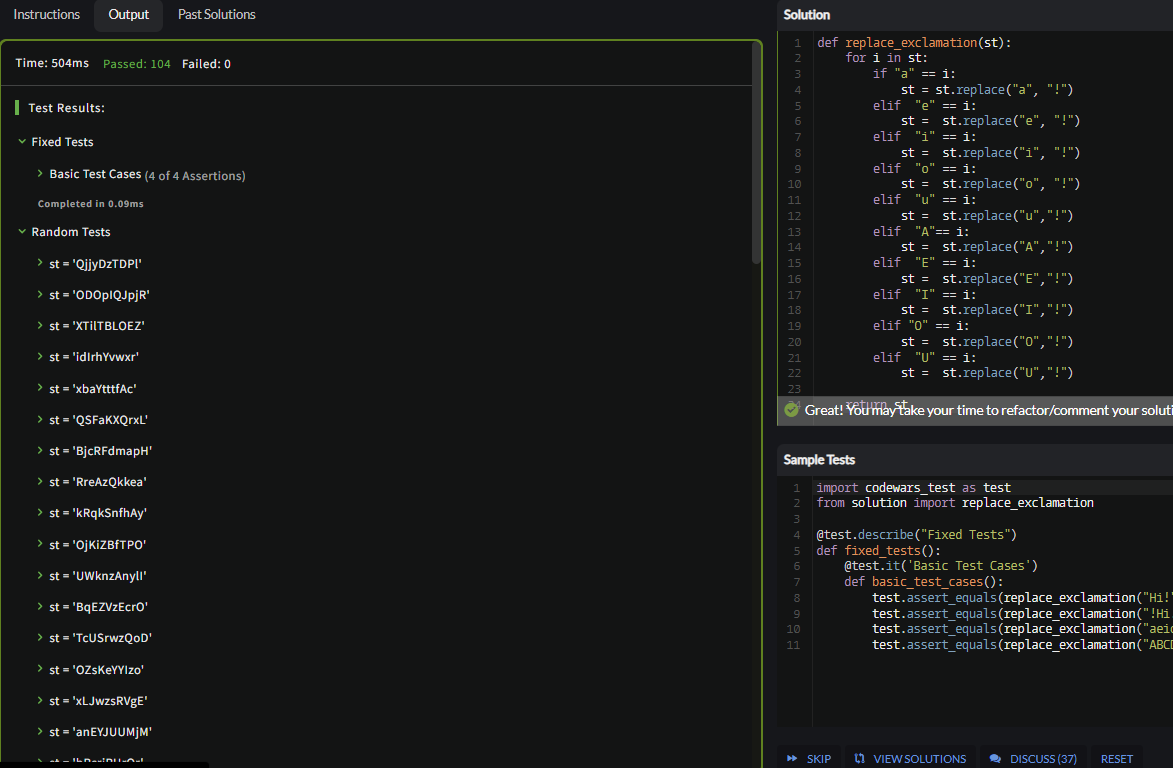 Instructions Output Past Solutions
Time: 504ms Passed: 104 Failed: 0
Test Results:
Fixed Tests
Basic Test Cases (4 of 4 Assertions)
Completed in 0.09ms
Random Tests
st = 'QjjyDzTDPl'
st = 'ODOpIQJpjR'
st = 'XTilTBLOEZ'
st = 'idIrhYvwxr'
st = 'xbaYtttfAc'
st = 'QSFaKXQrxL'
st = 'BjcRFdmapH'
st = 'RreAzQkkea'
st = 'kRqkSnfhAy'
st = 'OjKiZBfTPO'
st = 'UWknzAnylI'
st = 'BqEZVzEcrO'
st = 'TcUSrwzQoD'
st = 'OZsKeYYIzo'
st = 'xLJwzsRVgE'
st = 'anEYJUUMjM'
Solution
1 def replace_exclamation(st):
2 for i in st:
3 if "a" == i:
4 st = st.replace("a", "!")
5 elif "e" == i:
6 st = st.replace("e", "!")
7 elif "i" == i:
8 st = st.replace("i", "!")
9 elif "o" == i:
10 st = st.replace("o", "!")
11 elif "u" == i:
12 st = st.replace("u","!")
13 elif "A"== i:
14 st = st.replace("A","!")
15 elif "E" == i:
16 st = st.replace("E","!")
17 elif "I" == i:
18 st = st.replace("I","!")
19 elif "O" == i:
20 st = st.replace("O","!")
21 elif "U" == i:
22 st = st.replace("U","!")
23
24 return st
Great! You may take your time to refactor/comment your soluti
Sample Tests
1 import codewars_test as test
2 from solution import replace_exclamation
3
4 @test.describe("Fixed Tests")
5 def fixed_tests():
6 @test.it('Basic Test Cases')
7 def basic_test_cases():
8 test.assert_equals(replace_exclamation("Hi!"
9 test.assert_equals(replace_exclamation("!Hi
10 test.assert_equals(replace_exclamation("aeio
11 test.assert_equals(replace_exclamation("ABCD
SKIP VIEW SOLUTIONS DISCUSS (37) RESET